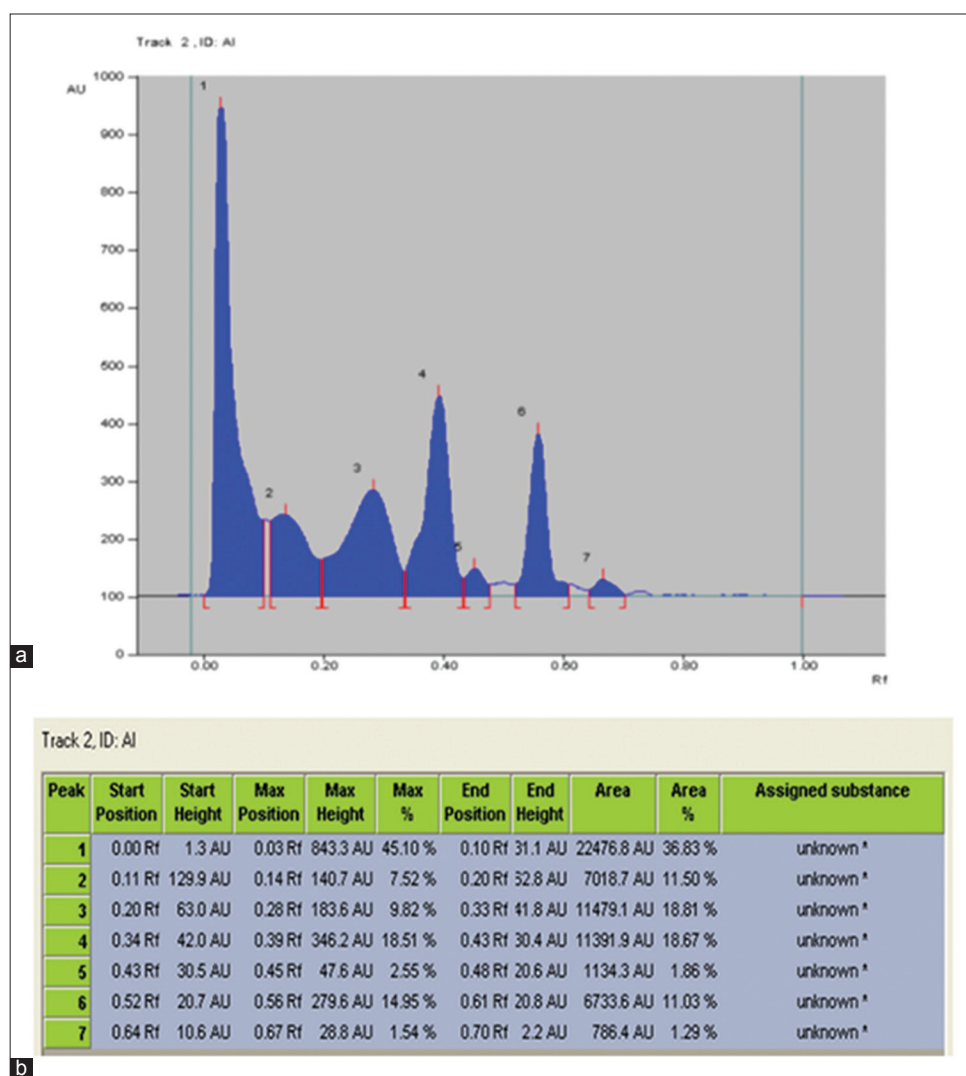 Track 2, ID: AI
AU
1000
900
800
700
600
500
400
300
200
100
0
1
2
3
4
5
6
7
0.00 0.20 0.40 0.60 0.80 1.00
Rf
a
Track 2, ID: AI
Peak Start Position Start Height Max Position Max Height Max % End Position End Height Area Area % Assigned substance
1 0.00 Rf 1.3 AU 0.03 Rf 843.3 AU 45.10 % 0.10 Rf 31.1 AU 22476.8 AU 36.83 % unknown *
2 0.11 Rf 129.9 AU 0.14 Rf 140.7 AU 7.52 % 0.20 Rf 62.8 AU 7018.7 AU 11.50 % unknown *
3 0.20 Rf 63.0 AU 0.28 Rf 183.6 AU 9.82 % 0.33 Rf 41.8 AU 11479.1 AU 18.81 % unknown *
4 0.34 Rf 42.0 AU 0.39 Rf 346.2 AU 18.51 % 0.43 Rf 30.4 AU 11391.9 AU 18.67 % unknown *
5 0.43 Rf 30.5 AU 0.45 Rf 47.6 AU 2.55 % 0.48 Rf 20.6 AU 1134.3 AU 1.86 % unknown *
6 0.52 Rf 20.7 AU 0.56 Rf 279.6 AU 14.95 % 0.61 Rf 20.8 AU 6733.6 AU 11.03 % unknown *
7 0.64 Rf 10.6 AU 0.67 Rf 28.8 AU 1.54 % 0.70 Rf 2.2 AU 786.4 AU 1.29 % unknown *
b